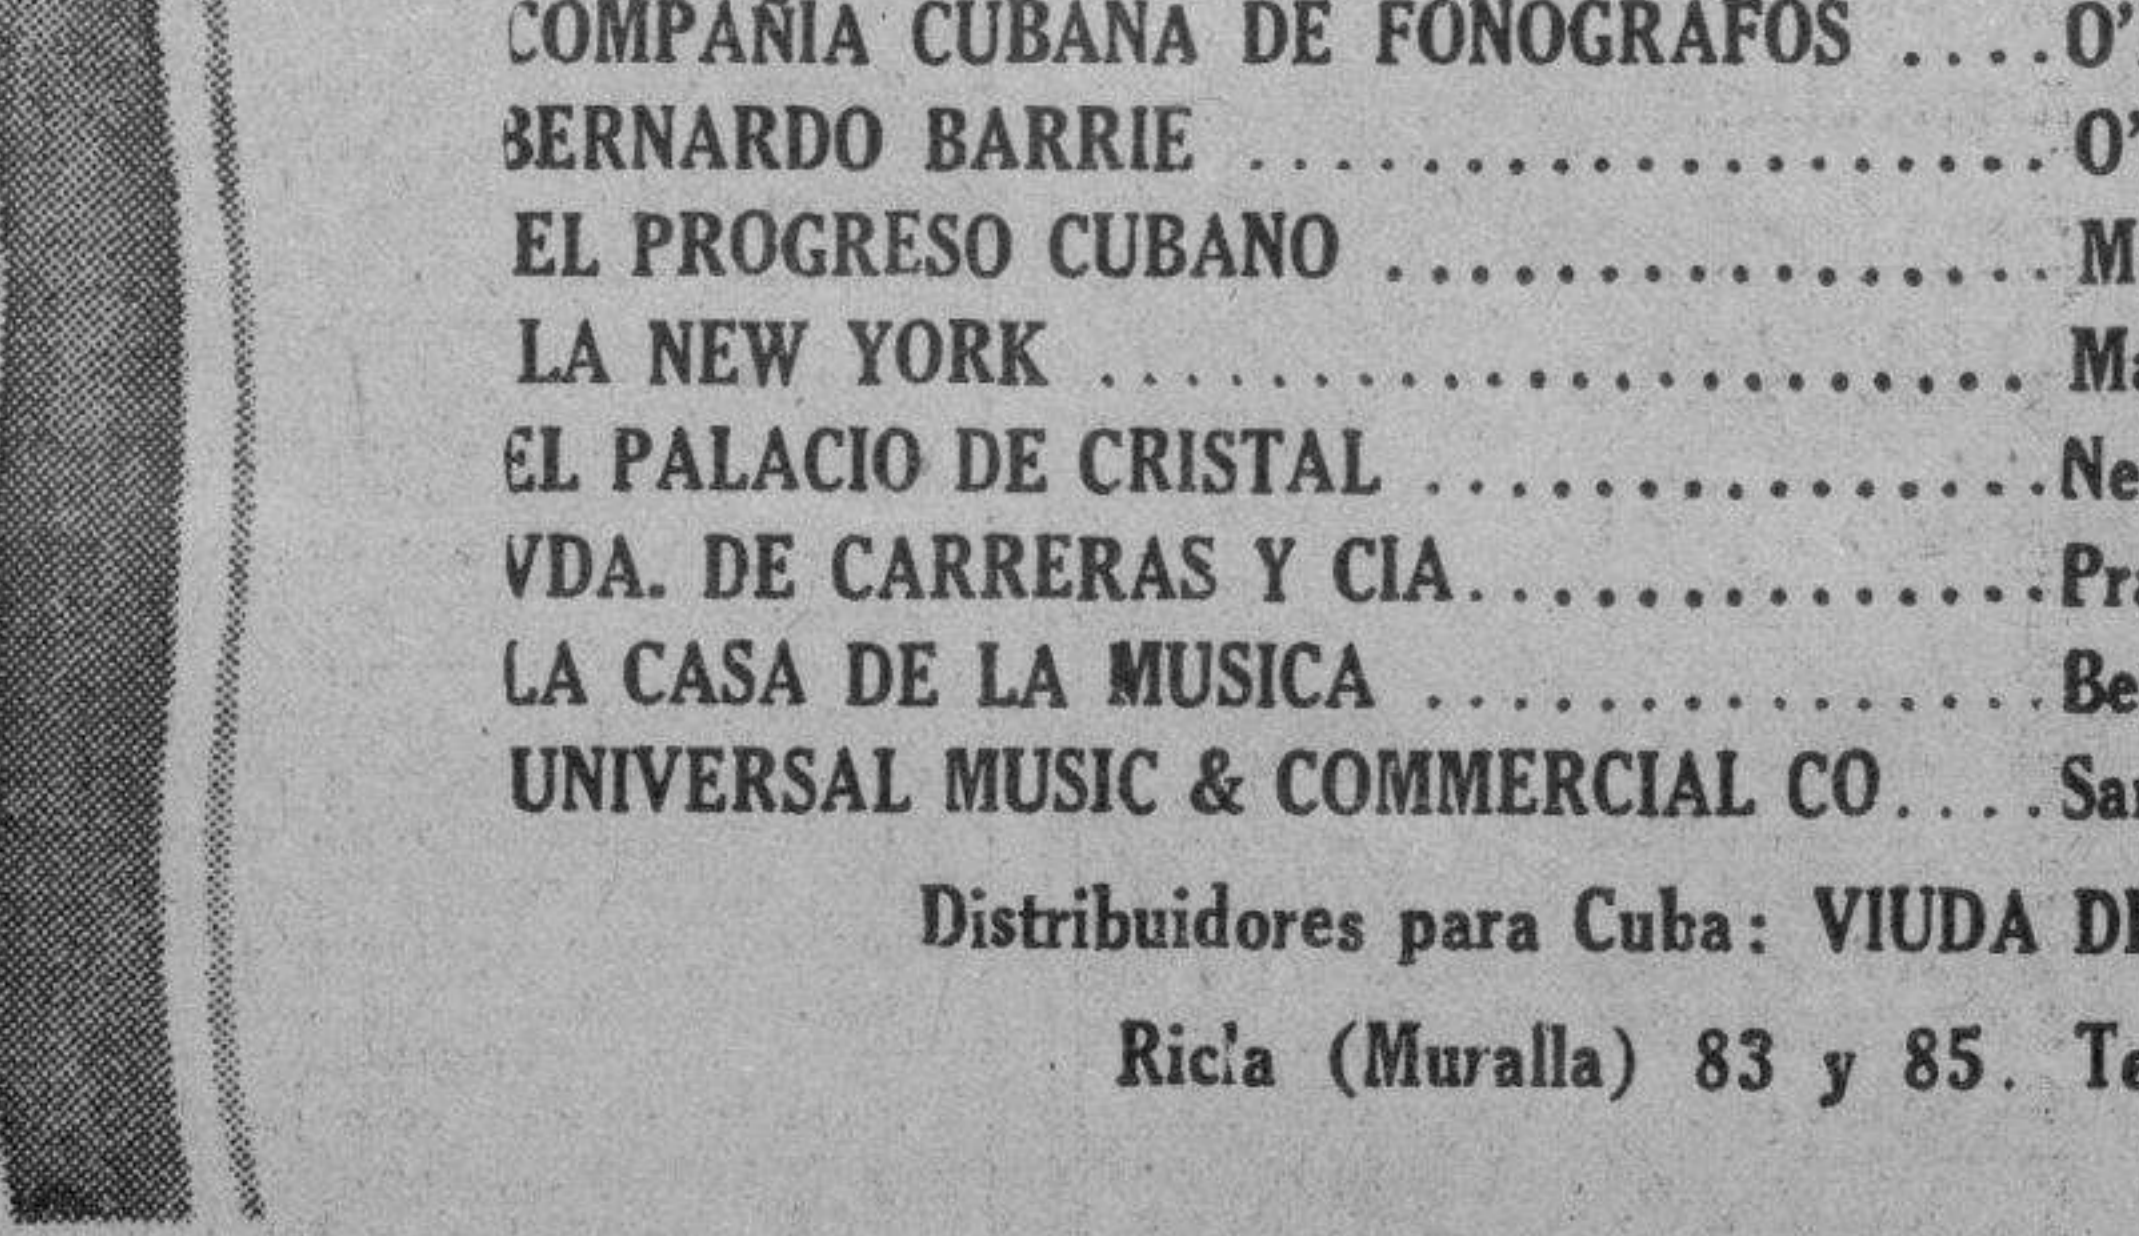 COMPAÑIA CUBANA DE FONOGRAFOS ....O'
BERNARDO BARRIE ................... O'
EL PROGRESO CUBANO ................ M
LA NEW YORK ...................... Ma
EL PALACIO DE CRISTAL ...............Ne
VDA. DE CARRERAS Y CIA..............Pra
LA CASA DE LA MUSICA ...............Be
UNIVERSAL MUSIC & COMMERCIAL CO....Sar
Distribuidores para Cuba: VIUDA DE
Ricla (Muralla) 83 y 85. Te